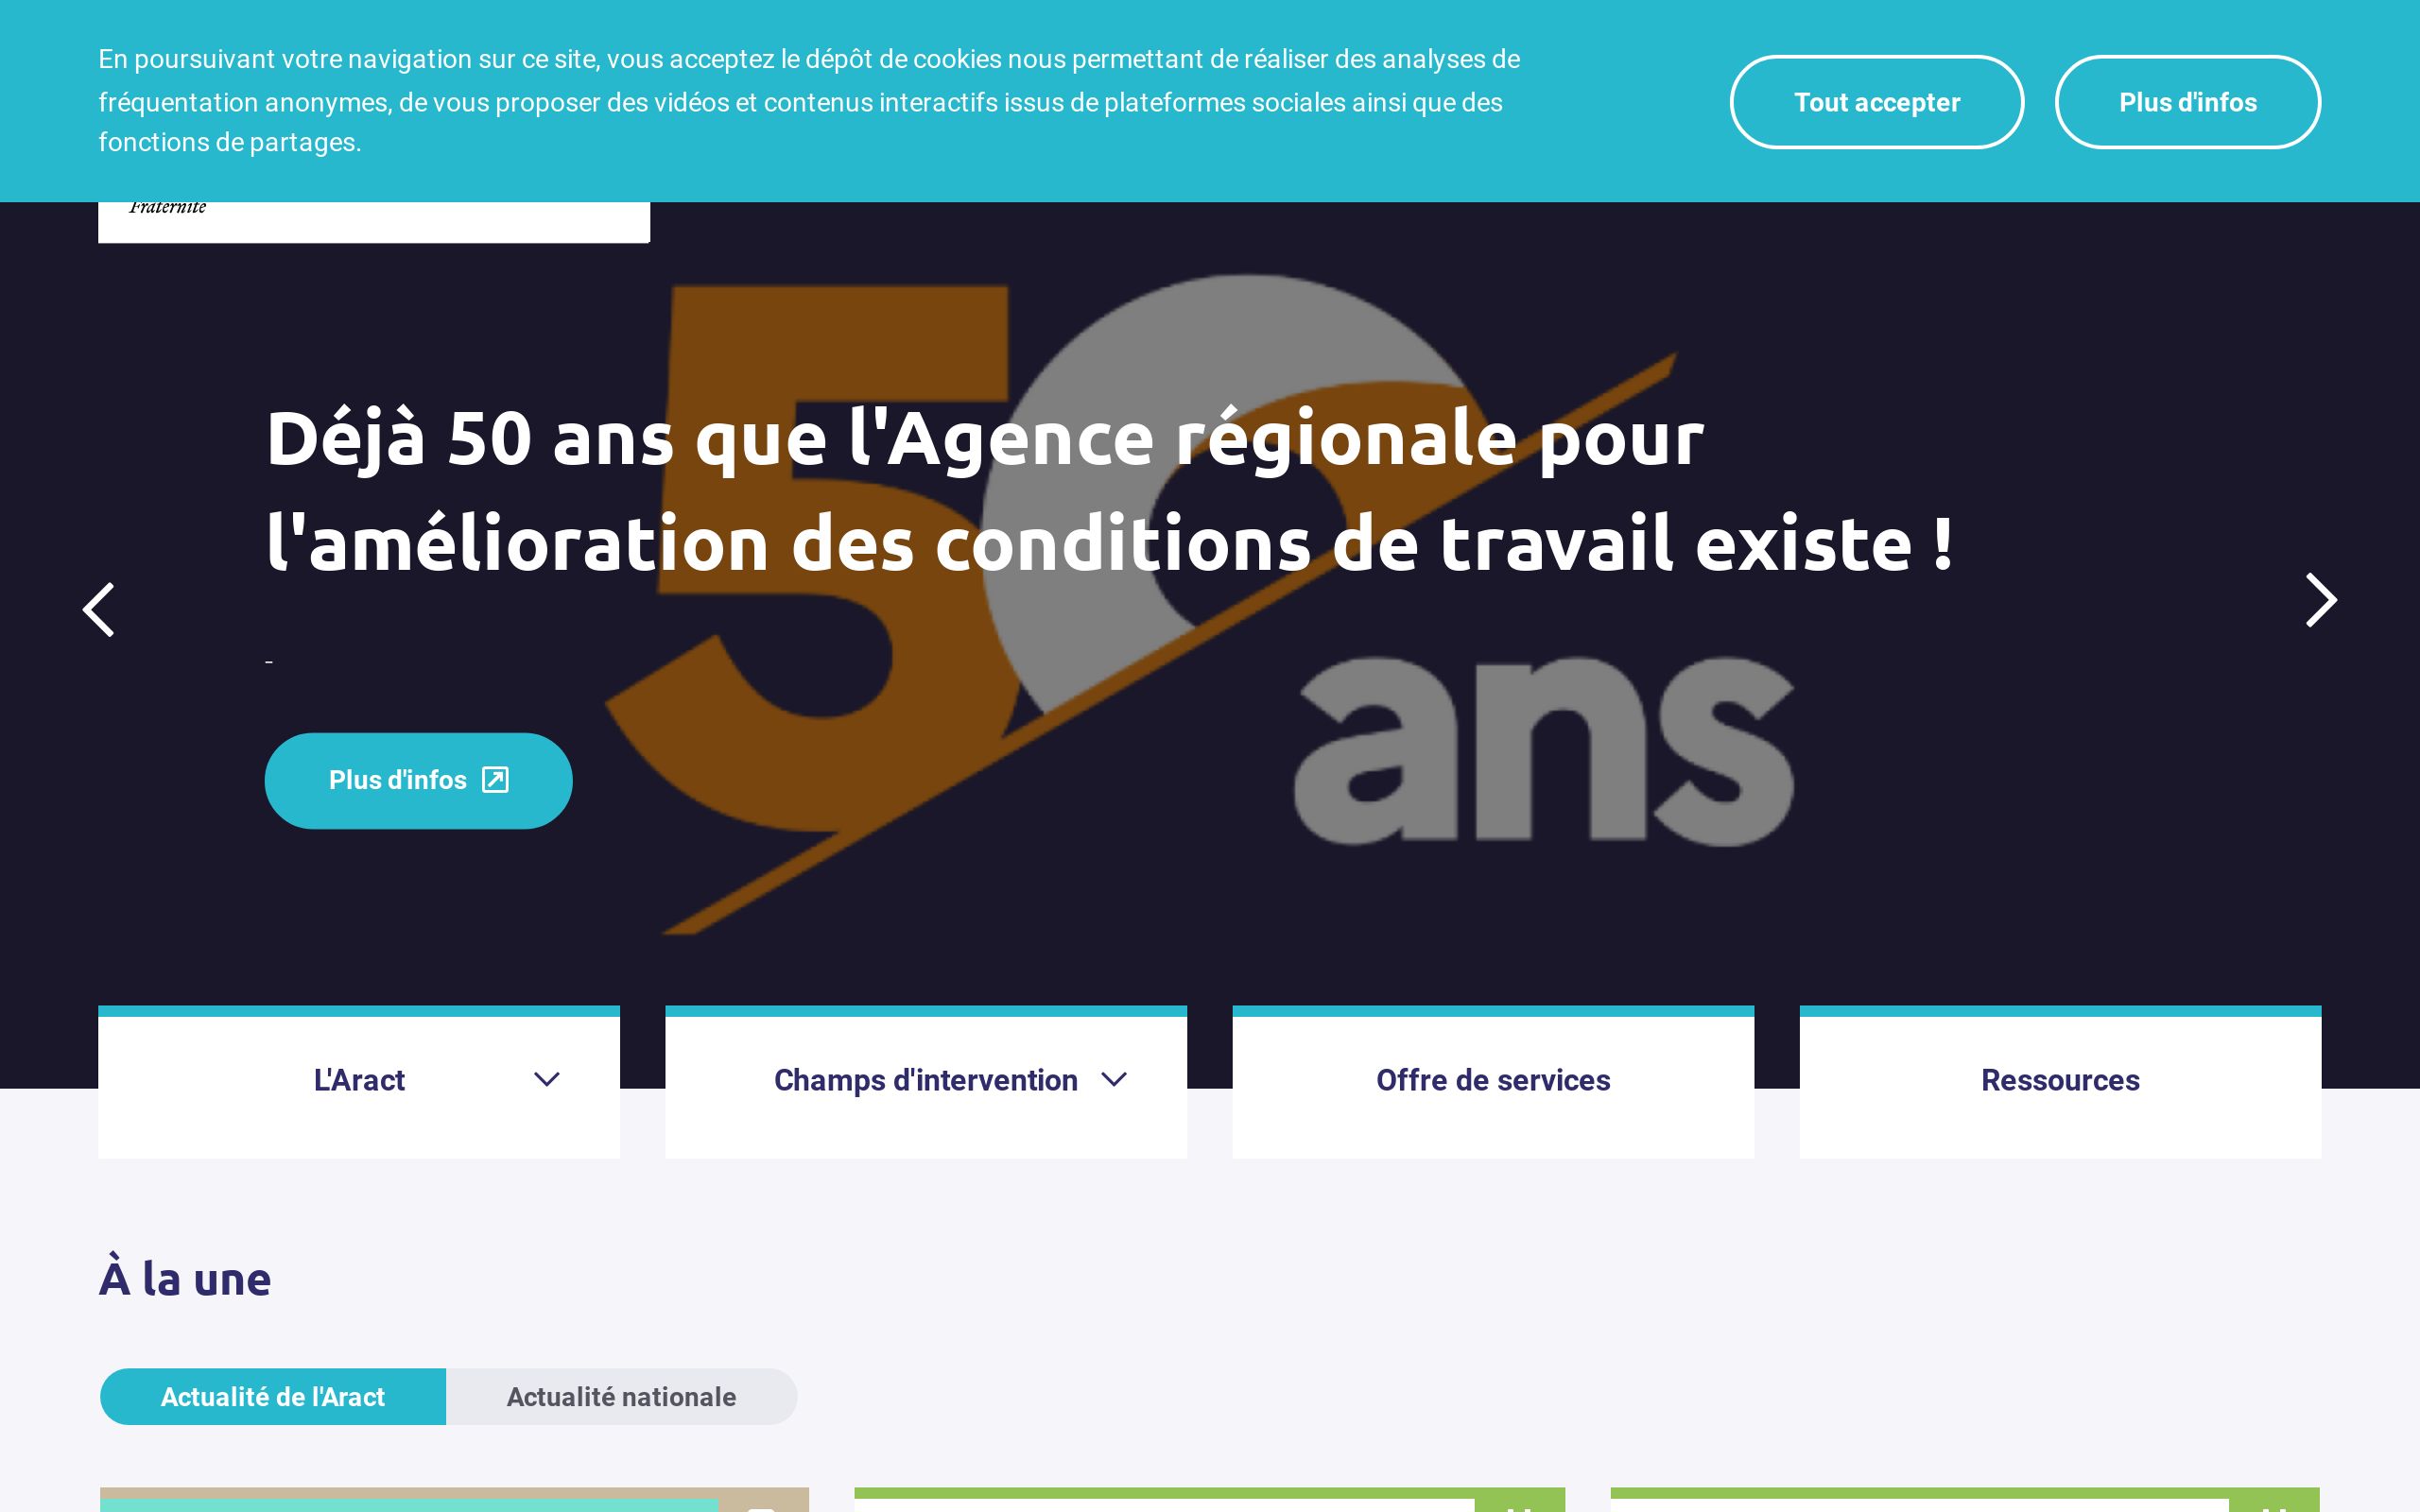 En poursuivant votre navigation sur ce site, vous acceptez le dépôt de cookies nous permettant de réaliser des analyses de
fréquentation anonymes, de vous proposer des vidéos et contenus interactifs issus de plateformes sociales ainsi que des
fonctions de partages.
Tout accepter
Plus d'infos
Fraternité
50 ans
Déjà 50 ans que l'Agence régionale pour
l'amélioration des conditions de travail existe !
-
Plus d'infos
L'Aract
Champs d'intervention
Offre de services
Ressources
À la une
Actualité de l'Aract
Actualité nationale